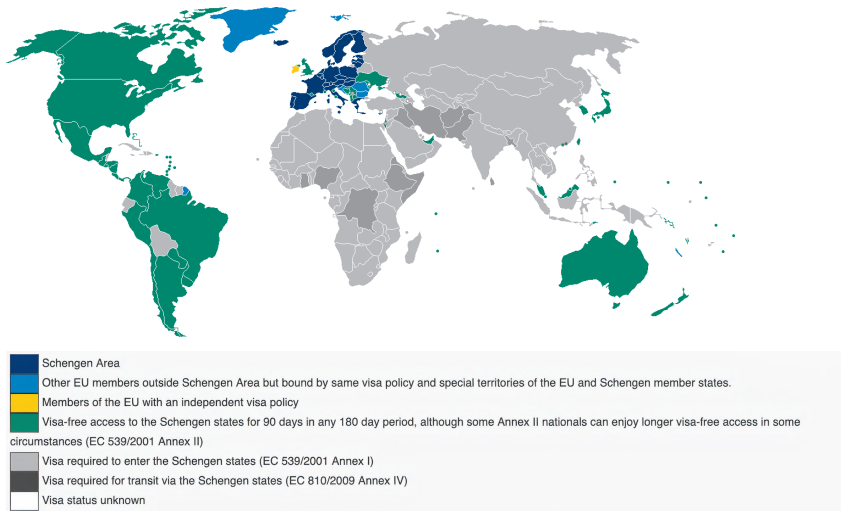 Schengen Area
Other EU members outside Schengen Area but bound by same visa policy and special territories of the EU and Schengen member states.
Members of the EU with an independent visa policy
Visa-free access to the Schengen states for 90 days in any 180 day period, although some Annex II nationals can enjoy longer visa-free access in some
circumstances (EC 539/2001 Annex II)
Visa required to enter the Schengen states (EC 539/2001 Annex I)
Visa required for transit via the Schengen states (EC 810/2009 Annex IV)
Visa status unknown